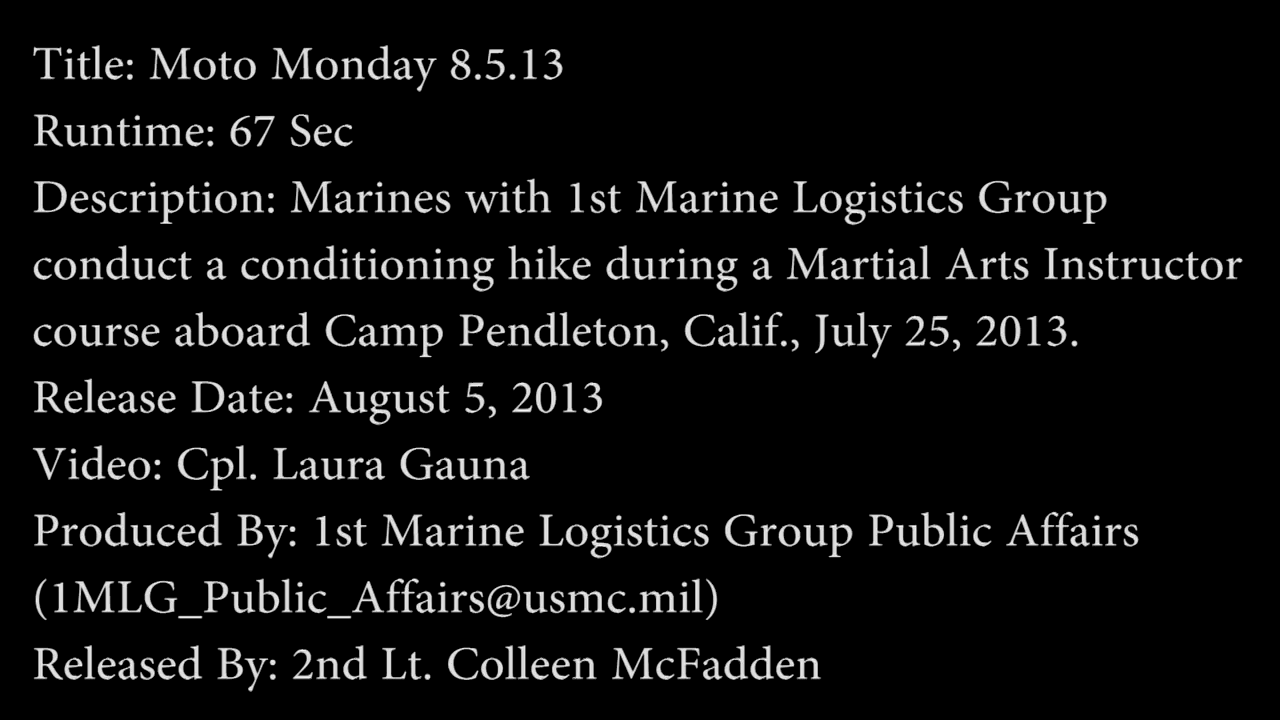 Title: Moto Monday 8.5.13
Runtime: 67 Sec
Description: Marines with 1st Marine Logistics Group
conduct a conditioning hike during a Martial Arts Instructor
course aboard Camp Pendleton, Calif., July 25, 2013.
Release Date: August 5, 2013
Video: Cpl. Laura Gauna
Produced By: 1st Marine Logistics Group Public Affairs
(1MLG_Public_Affairs@usmc.mil)
Released By: 2nd Lt. Colleen McFadden